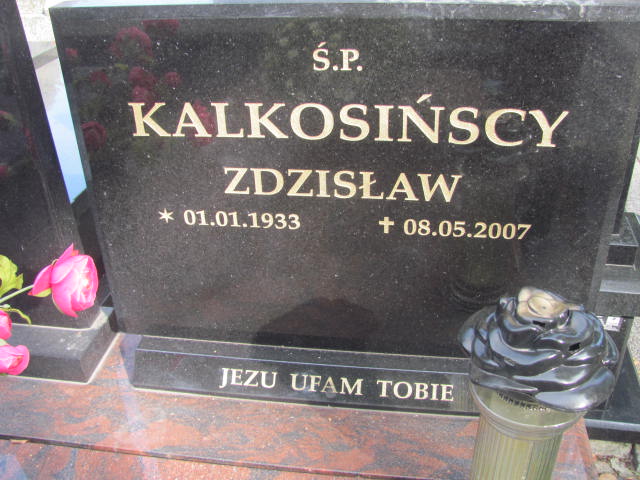 Ś.P.
KALKOSIŃSCY
ZDZISŁAW
* 01.01.1933 ✝ 08.05.2007
JEZU UFAM TOBIE